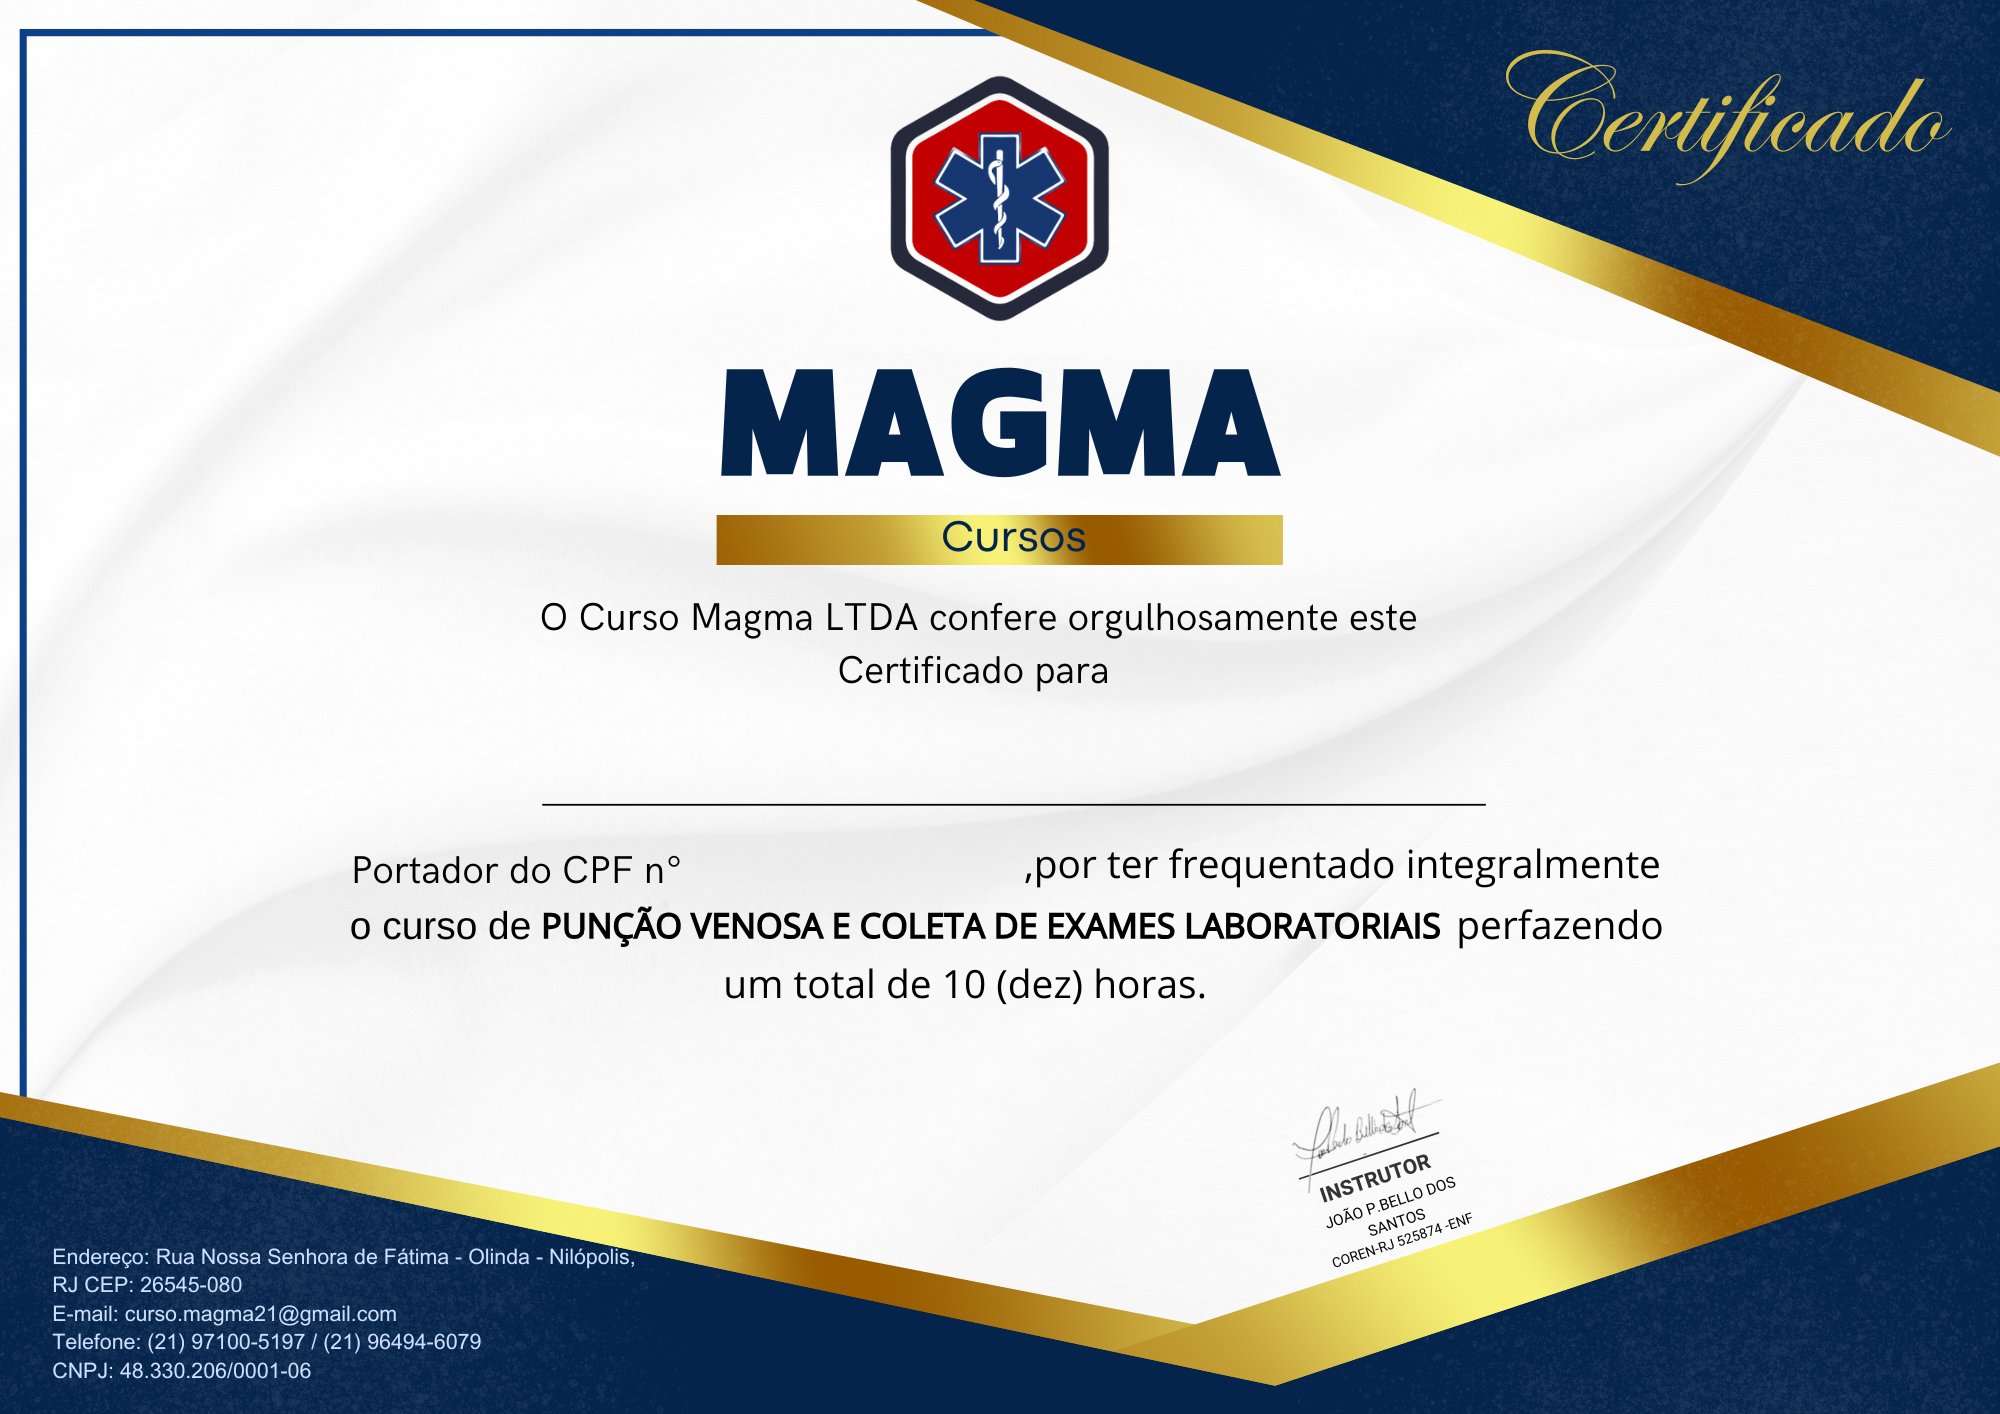 Certificado
MAGMA
Cursos
O Curso Magma LTDA confere orgulhosamente este
Certificado para
Portador do CPF n° ,por ter frequentado integralmente
o curso de PUNÇÃO VENOSA E COLETA DE EXAMES LABORATORIAIS perfazendo
um total de 10 (dez) horas.
INSTRUTOR
JOÃO P.BELLO DOS
SANTOS
COREN-RJ 525874 -ENF
Endereço: Rua Nossa Senhora de Fátima - Olinda - Nilópolis,
RJ CEP: 26545-080
E-mail: curso.magma21@gmail.com
Telefone: (21) 97100-5197 / (21) 96494-6079
CNPJ: 48.330.206/0001-06